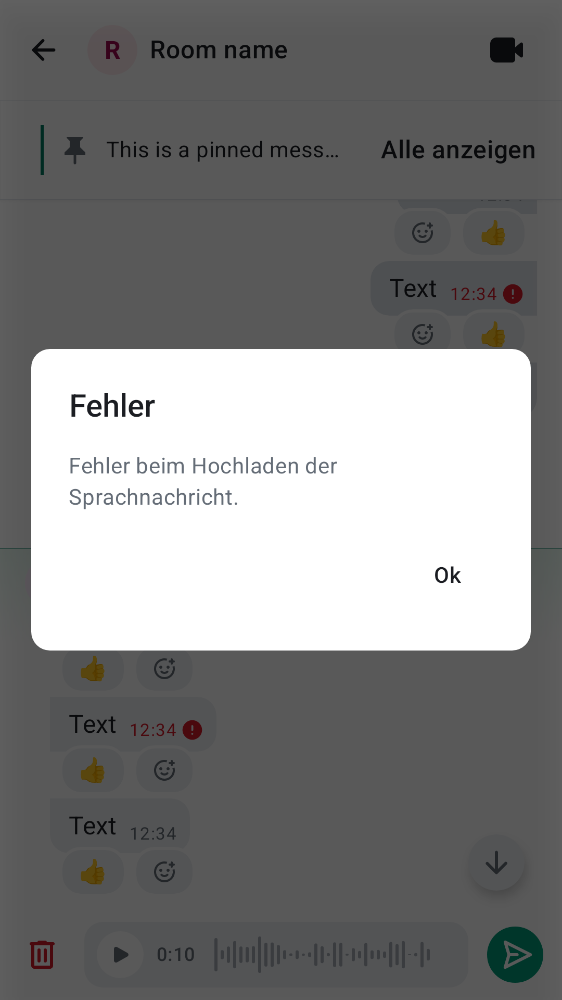 R Room name
This is a pinned mess… Alle anzeigen
Text 12:34
Fehler
Fehler beim Hochladen der
Sprachnachricht.
Ok
Text 12:34
Text 12:34
0:10